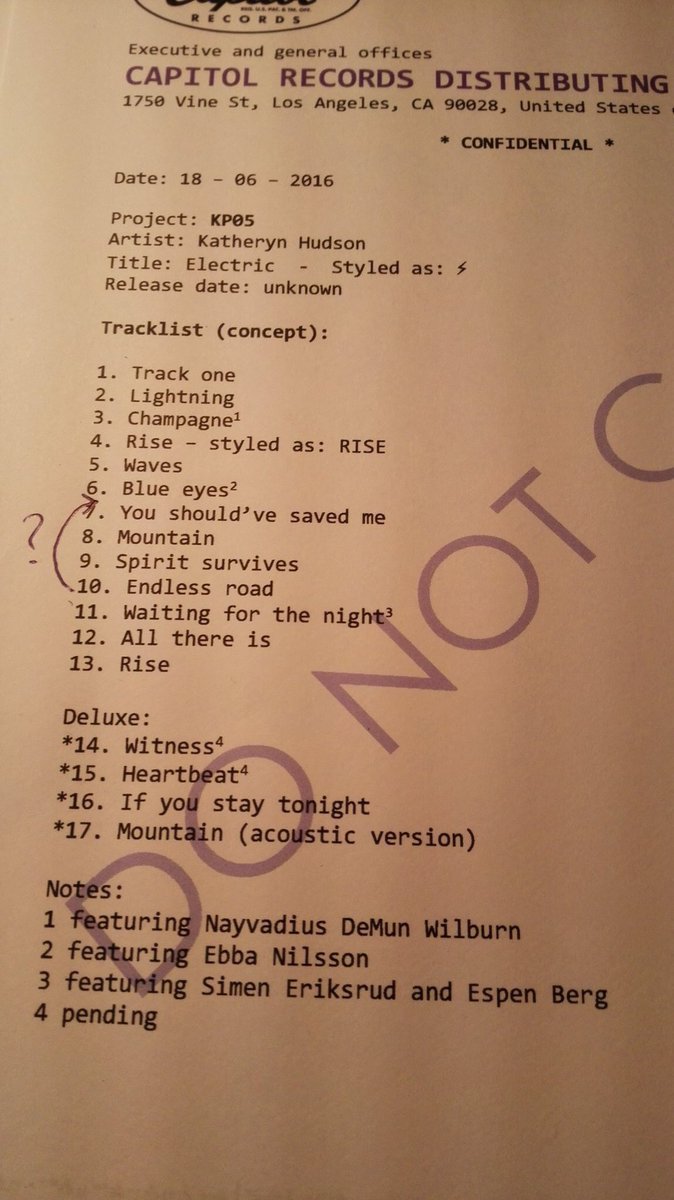 RECORDS
Executive and general offices
CAPITOL RECORDS DISTRIBUTING
1750 Vine St, Los Angeles, CA 90028, United States
* CONFIDENTIAL *
Date: 18 – 06 – 2016
Project: KP05
Artist: Katheryn Hudson
Title: Electric - Styled as: ⚡
Release date: unknown
Tracklist (concept):
1. Track one
2. Lightning
3. Champagne¹
4. Rise – styled as: RISE
5. Waves
6. Blue eyes²
7. You should've saved me
8. Mountain
?
9. Spirit survives
10. Endless road
11. Waiting for the night³
12. All there is
13. Rise
Deluxe:
*14. Witness⁴
*15. Heartbeat⁴
*16. If you stay tonight
*17. Mountain (acoustic version)
Notes:
1 featuring Nayvadius DeMun Wilburn
2 featuring Ebba Nilsson
3 featuring Simen Eriksrud and Espen Berg
4 pending
DO NOT C